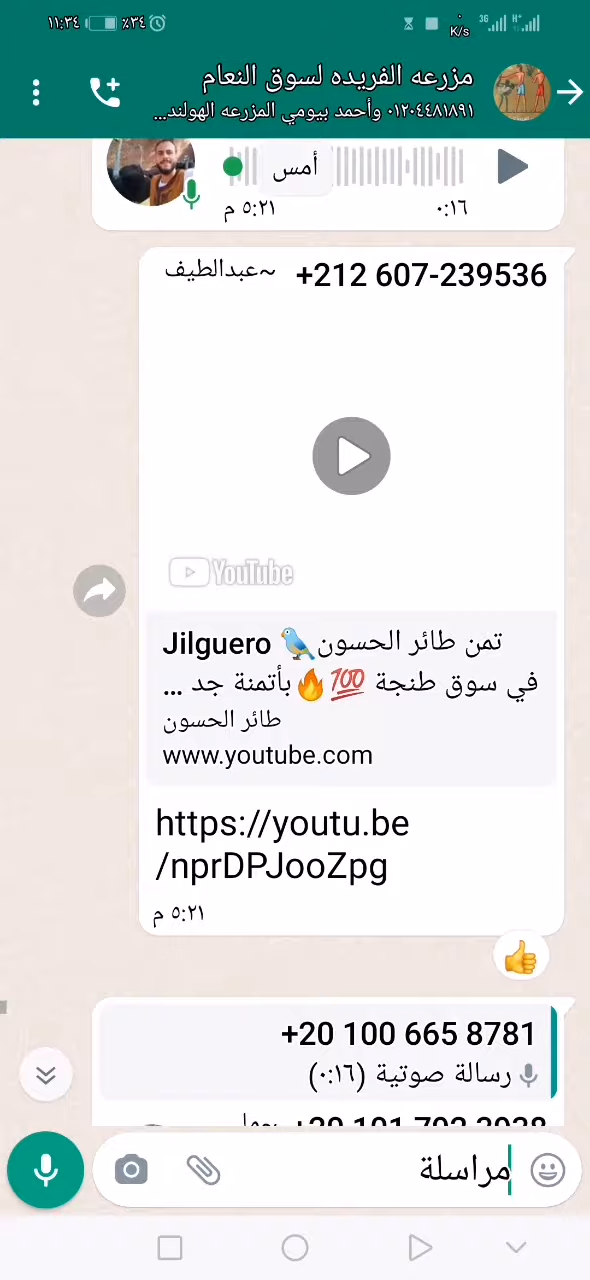 ١١:٣٤ ٪٣٤
K/s 3G H+
مزرعه الفريده لسوق النعام
٠١٢٠٤٤٨١٨٩١ وأحمد بيومي المزرعه الهولند...
أمس
٥:٢١ م
٠:١٦
+212 607-239536 ~عبدالطيف
YouTube
تمن طائر الحسون🐦 Jilguero
في سوق طنجة 💯🔥بأتمنة جد ...
طائر الحسون
www.youtube.com
https://youtu.be
/nprDPJooZpg
٥:٢١ م
👍
+20 100 665 8781
رسالة صوتية (٠:١٦)
مراسلة